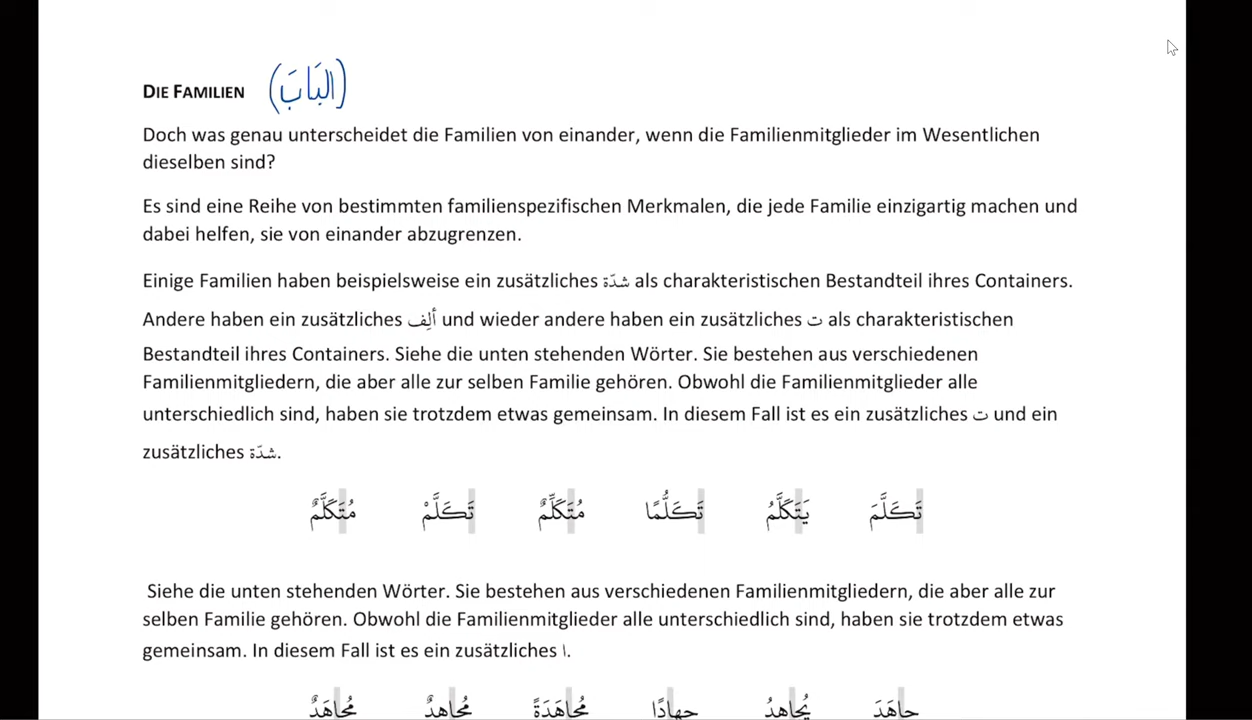 DIE FAMILIEN (البَابَ)
Doch was genau unterscheidet die Familien von einander, wenn die Familienmitglieder im Wesentlichen
dieselben sind?
Es sind eine Reihe von bestimmten familienspezifischen Merkmalen, die jede Familie einzigartig machen und
dabei helfen, sie von einander abzugrenzen.
Einige Familien haben beispielsweise ein zusätzliches شدّة als charakteristischen Bestandteil ihres Containers.
Andere haben ein zusätzliches ألِف und wieder andere haben ein zusätzliches ت als charakteristischen
Bestandteil ihres Containers. Siehe die unten stehenden Wörter. Sie bestehen aus verschiedenen
Familienmitgliedern, die aber alle zur selben Familie gehören. Obwohl die Familienmitglieder alle
unterschiedlich sind, haben sie trotzdem etwas gemeinsam. In diesem Fall ist es ein zusätzliches ت und ein
zusätzliches شدّة.
تَكَلَّمَ يَتَكَلَّمُ تَكَلُّمًا مُتَكَلِّمٌ تَكَلَّمْ مُتَكَلَّمٌ
Siehe die unten stehenden Wörter. Sie bestehen aus verschiedenen Familienmitgliedern, die aber alle zur
selben Familie gehören. Obwohl die Familienmitglieder alle unterschiedlich sind, haben sie trotzdem etwas
gemeinsam. In diesem Fall ist es ein zusätzliches ا.
جاهَدَ يُجاهدُ جهادًا مُجاهَدَةً مُجاهدٌ مُجاهَدٌ